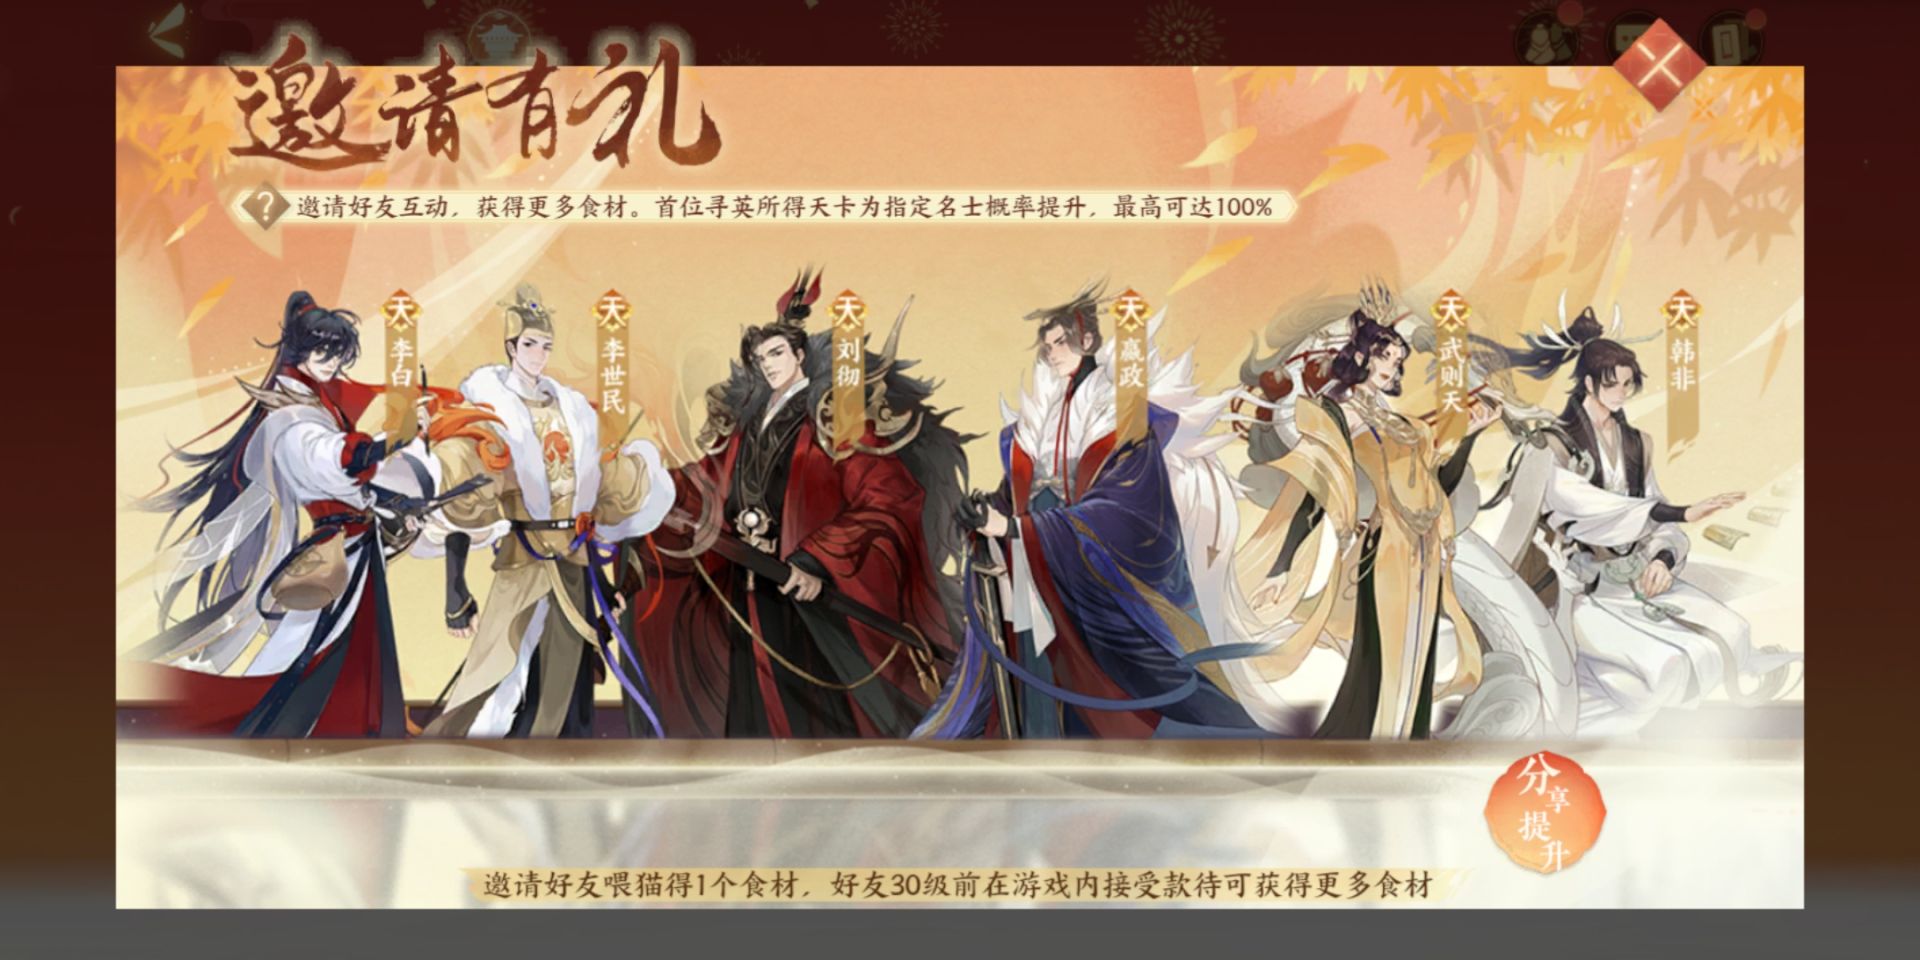 邀请有礼
邀请好友互动，获得更多食材。首位寻英所得天卡为指定名士概率提升，最高可达100%
天
李白
天
李世民
天
刘彻
天
嬴政
天
武则天
天
韩非
分享提升
邀请好友喂猫得1个食材，好友30级前在游戏内接受款待可获得更多食材